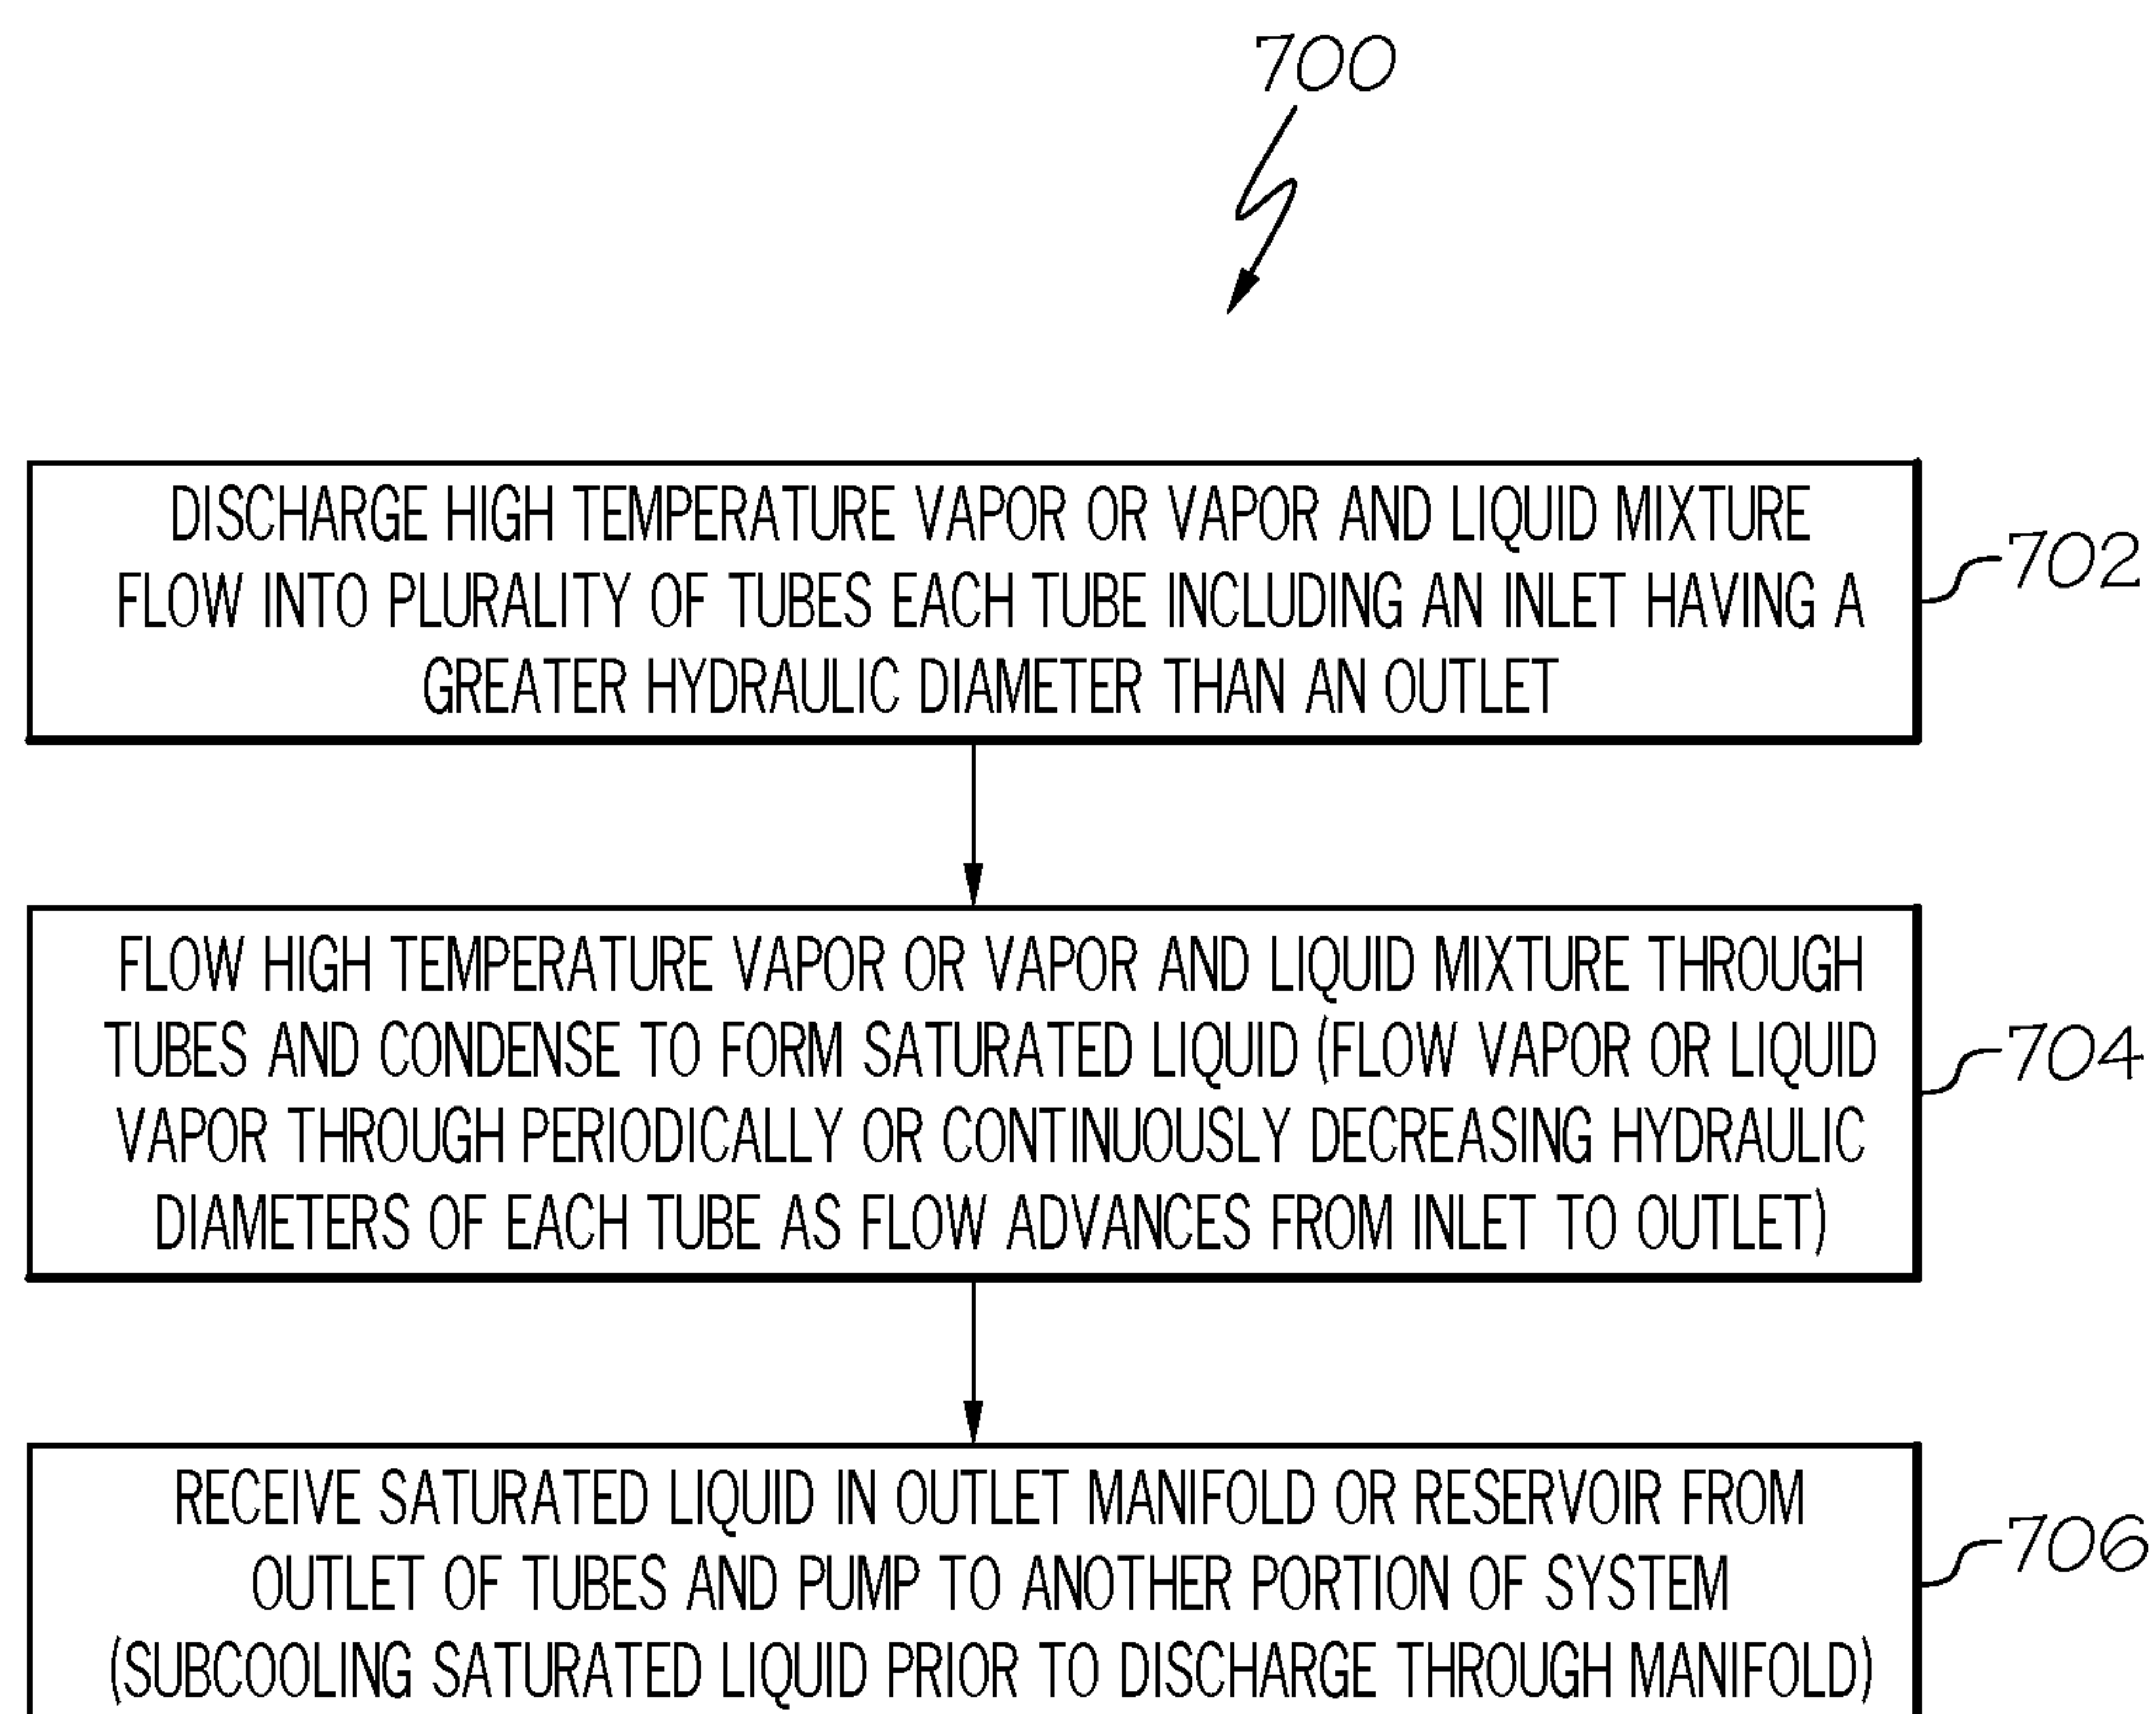 700
DISCHARGE HIGH TEMPERATURE VAPOR OR VAPOR AND LIQUID MIXTURE
FLOW INTO PLURALITY OF TUBES EACH TUBE INCLUDING AN INLET HAVING A
GREATER HYDRAULIC DIAMETER THAN AN OUTLET
702
FLOW HIGH TEMPERATURE VAPOR OR VAPOR AND LIQUID MIXTURE THROUGH
TUBES AND CONDENSE TO FORM SATURATED LIQUID (FLOW VAPOR OR LIQUID
VAPOR THROUGH PERIODICALLY OR CONTINUOUSLY DECREASING HYDRAULIC
DIAMETERS OF EACH TUBE AS FLOW ADVANCES FROM INLET TO OUTLET)
704
RECEIVE SATURATED LIQUID IN OUTLET MANIFOLD OR RESERVOIR FROM
OUTLET OF TUBES AND PUMP TO ANOTHER PORTION OF SYSTEM
(SUBCOOLING SATURATED LIQUID PRIOR TO DISCHARGE THROUGH MANIFOLD)
706